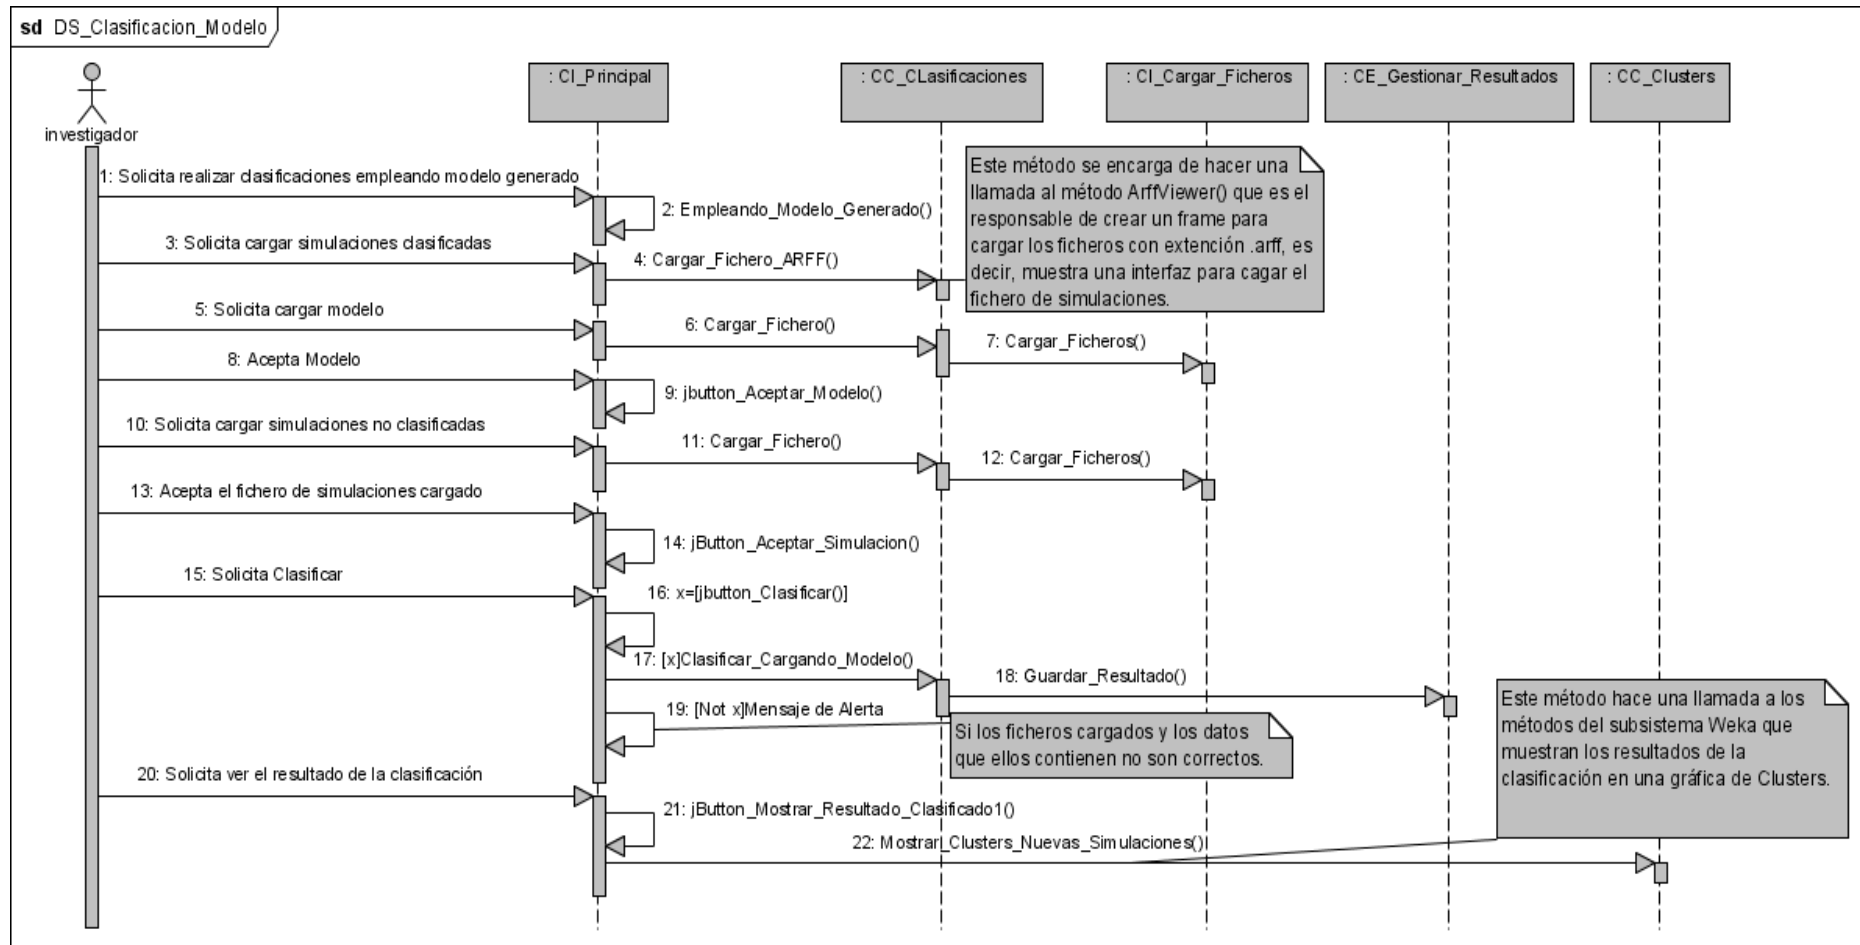 sd DS_Clasificacion_Modelo
investigador
: CI_Principal
: CC_CLasificaciones
: CI_Cargar_Ficheros
: CE_Gestionar_Resultados
: CC_Clusters
1: Solicita realizar clasificaciones empleando modelo generado
2: Empleando_Modelo_Generado()
3: Solicita cargar simulaciones clasificadas
4: Cargar_Fichero_ARFF()
Este método se encarga de hacer una
llamada al método ArffViewer() que es el
responsable de crear un frame para
cargar los ficheros con extención .arff, es
decir, muestra una interfaz para cagar el
fichero de simulaciones.
5: Solicita cargar modelo
6: Cargar_Fichero()
7: Cargar_Ficheros()
8: Acepta Modelo
9: jbutton_Aceptar_Modelo()
10: Solicita cargar simulaciones no clasificadas
11: Cargar_Fichero()
12: Cargar_Ficheros()
13: Acepta el fichero de simulaciones cargado
14: jButton_Aceptar_Simulacion()
15: Solicita Clasificar
16: x=[jbutton_Clasificar()]
17: [x]Clasificar_Cargando_Modelo()
18: Guardar_Resultado()
19: [Not x]Mensaje de Alerta
Si los ficheros cargados y los datos
que ellos contienen no son correctos.
20: Solicita ver el resultado de la clasificación
21: jButton_Mostrar_Resultado_Clasificado1()
22: Mostrar_Clusters_Nuevas_Simulaciones()
Este método hace una llamada a los
métodos del subsistema Weka que
muestran los resultados de la
clasificación en una gráfica de Clusters.